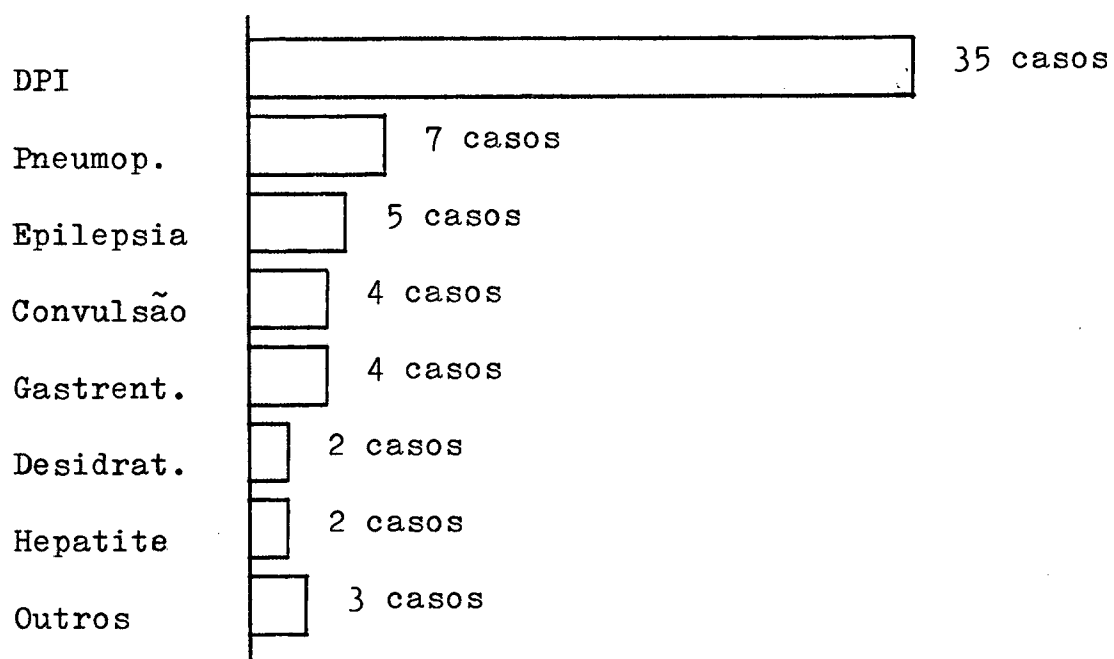 DPI 35 casos
Pneumop. 7 casos
Epilepsia 5 casos
Convulsão 4 casos
Gastrent. 4 casos
Desidrat. 2 casos
Hepatite 2 casos
Outros 3 casos